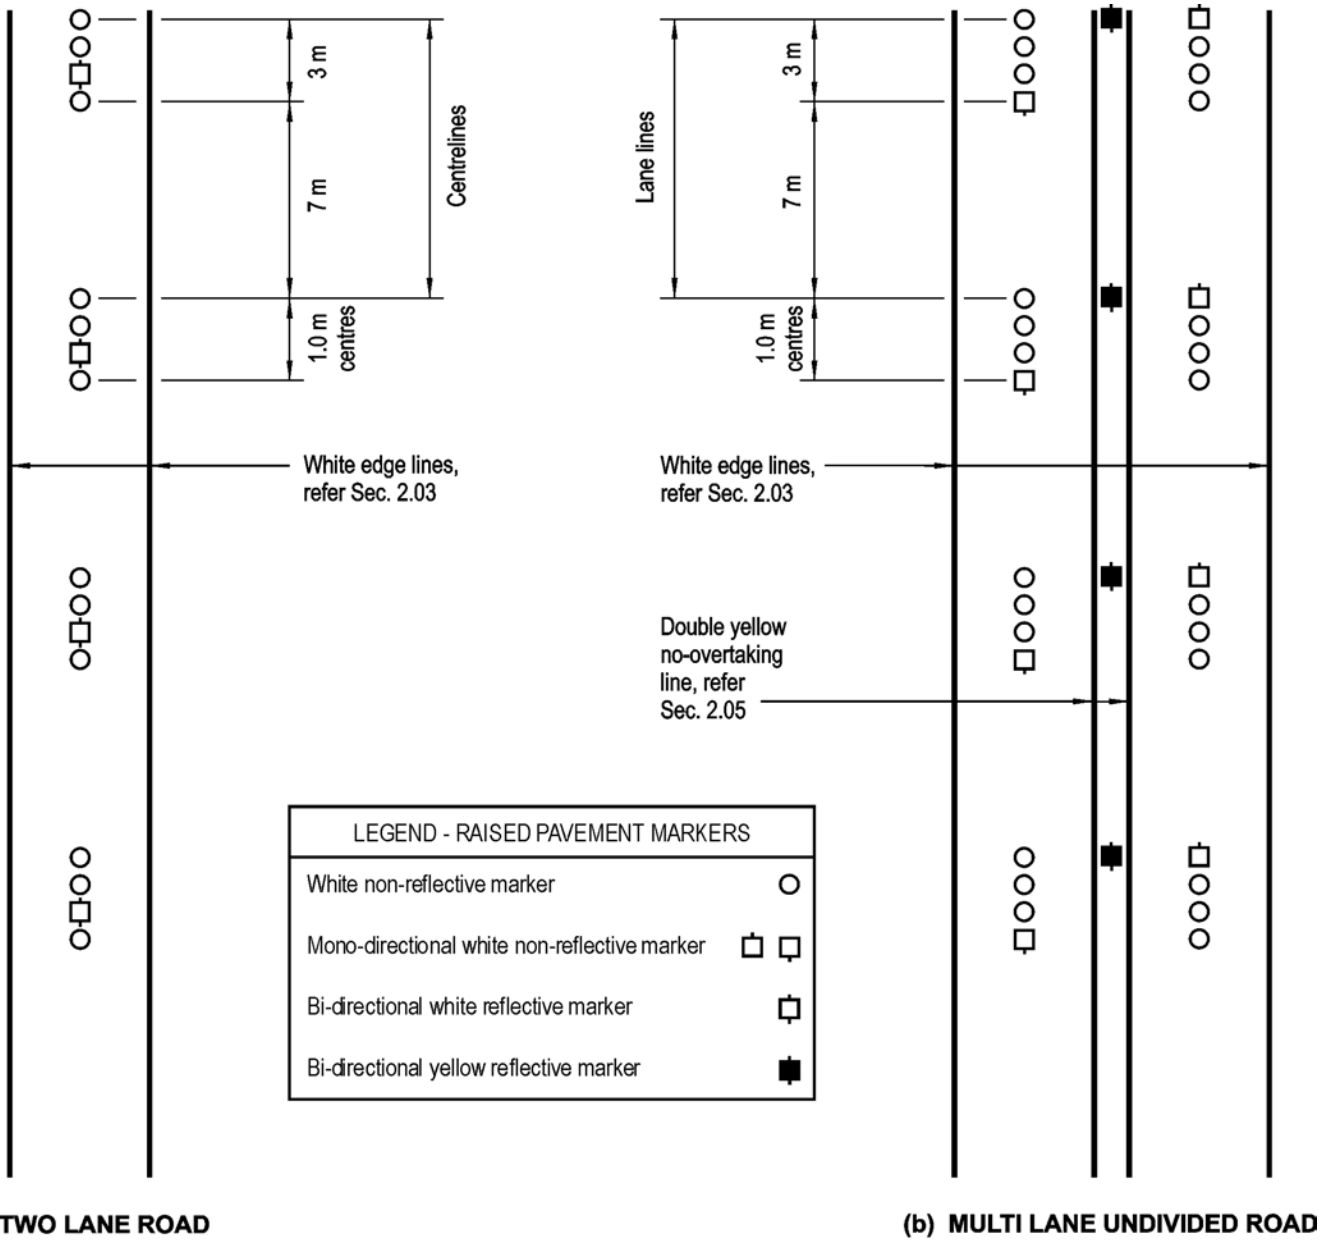 3 m
7 m
Centrelines
1.0 m
centres
White edge lines,
refer Sec. 2.03
Lane lines
3 m
7 m
1.0 m
centres
White edge lines,
refer Sec. 2.03
Double yellow
no-overtaking
line, refer
Sec. 2.05
LEGEND - RAISED PAVEMENT MARKERS
White non-reflective marker
Mono-directional white non-reflective marker
Bi-directional white reflective marker
Bi-directional yellow reflective marker
TWO LANE ROAD
(b) MULTI LANE UNDIVIDED ROAD